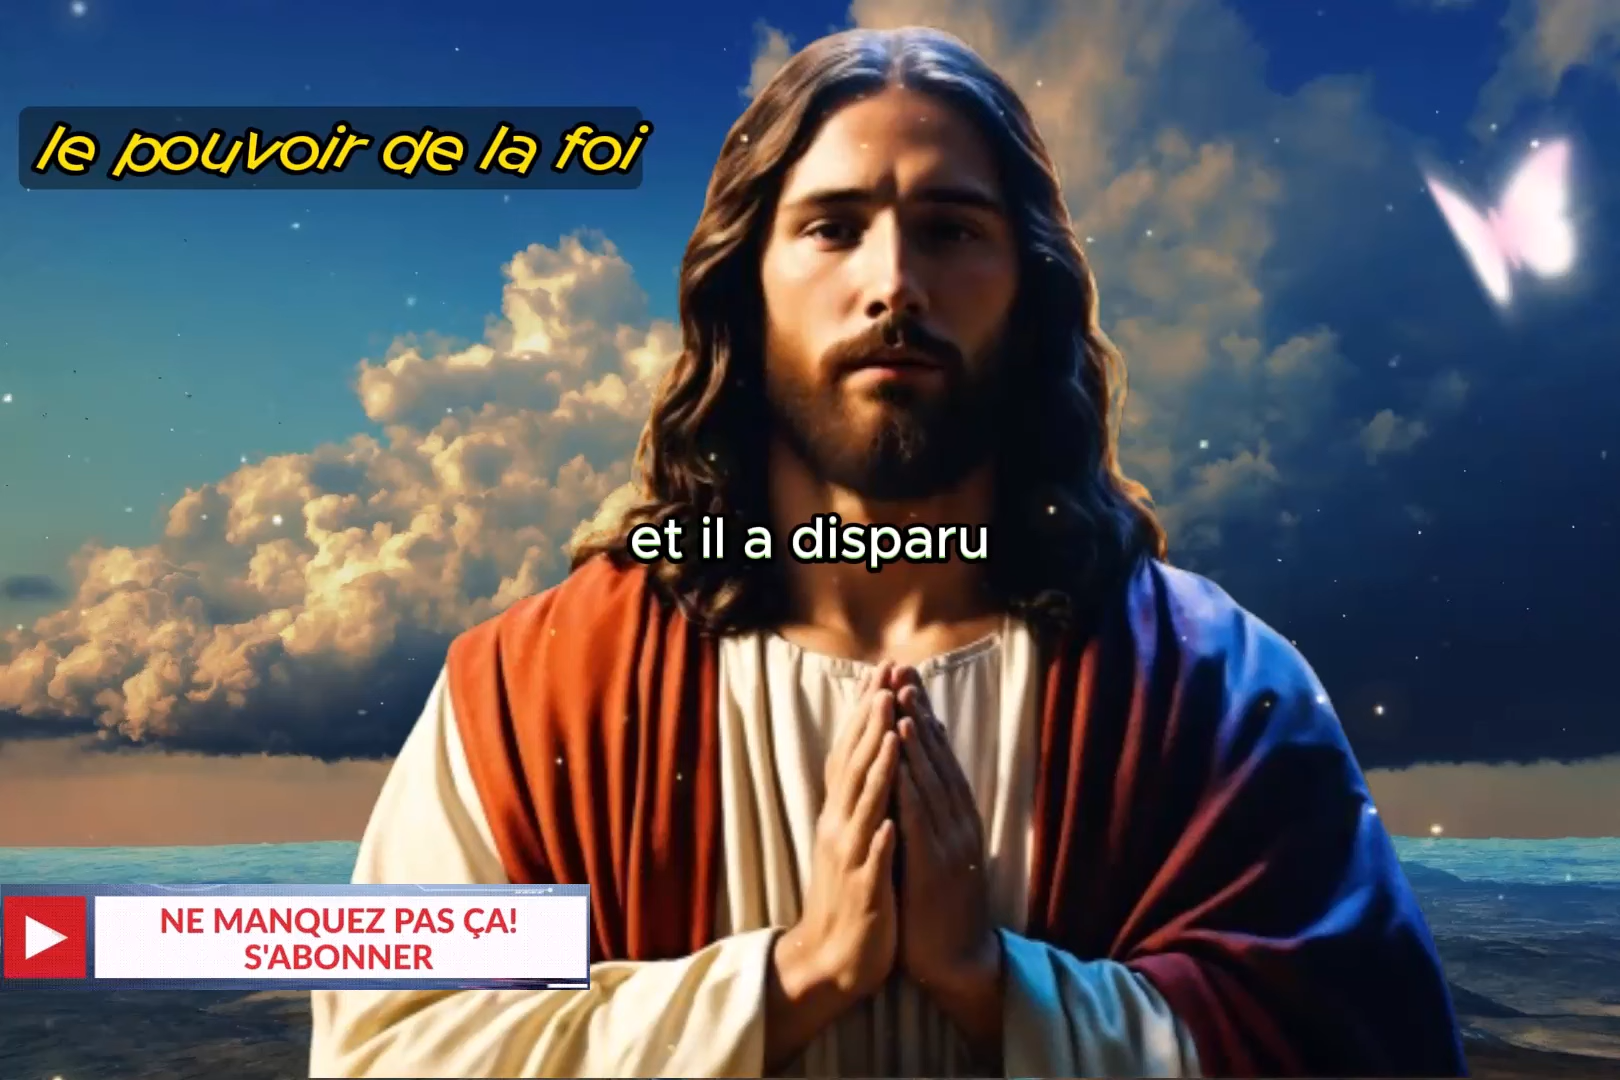 le pouvoir de la foi
et il a disparu
NE MANQUEZ PAS ÇA!
S'ABONNER